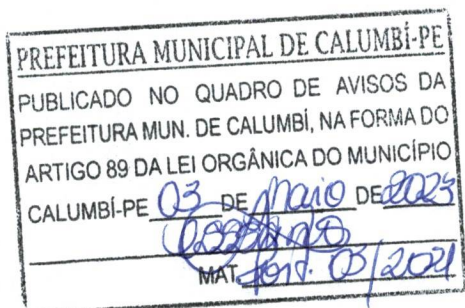 PREFEITURA MUNICIPAL DE CALUMBÍ-PE
PUBLICADO NO QUADRO DE AVISOS DA
PREFEITURA MUN. DE CALUMBÍ, NA FORMA DO
ARTIGO 89 DA LEI ORGÂNICA DO MUNICÍPIO
CALUMBÍ-PE 03 DE Maio DE 2023
MAT. Port. 03/2021